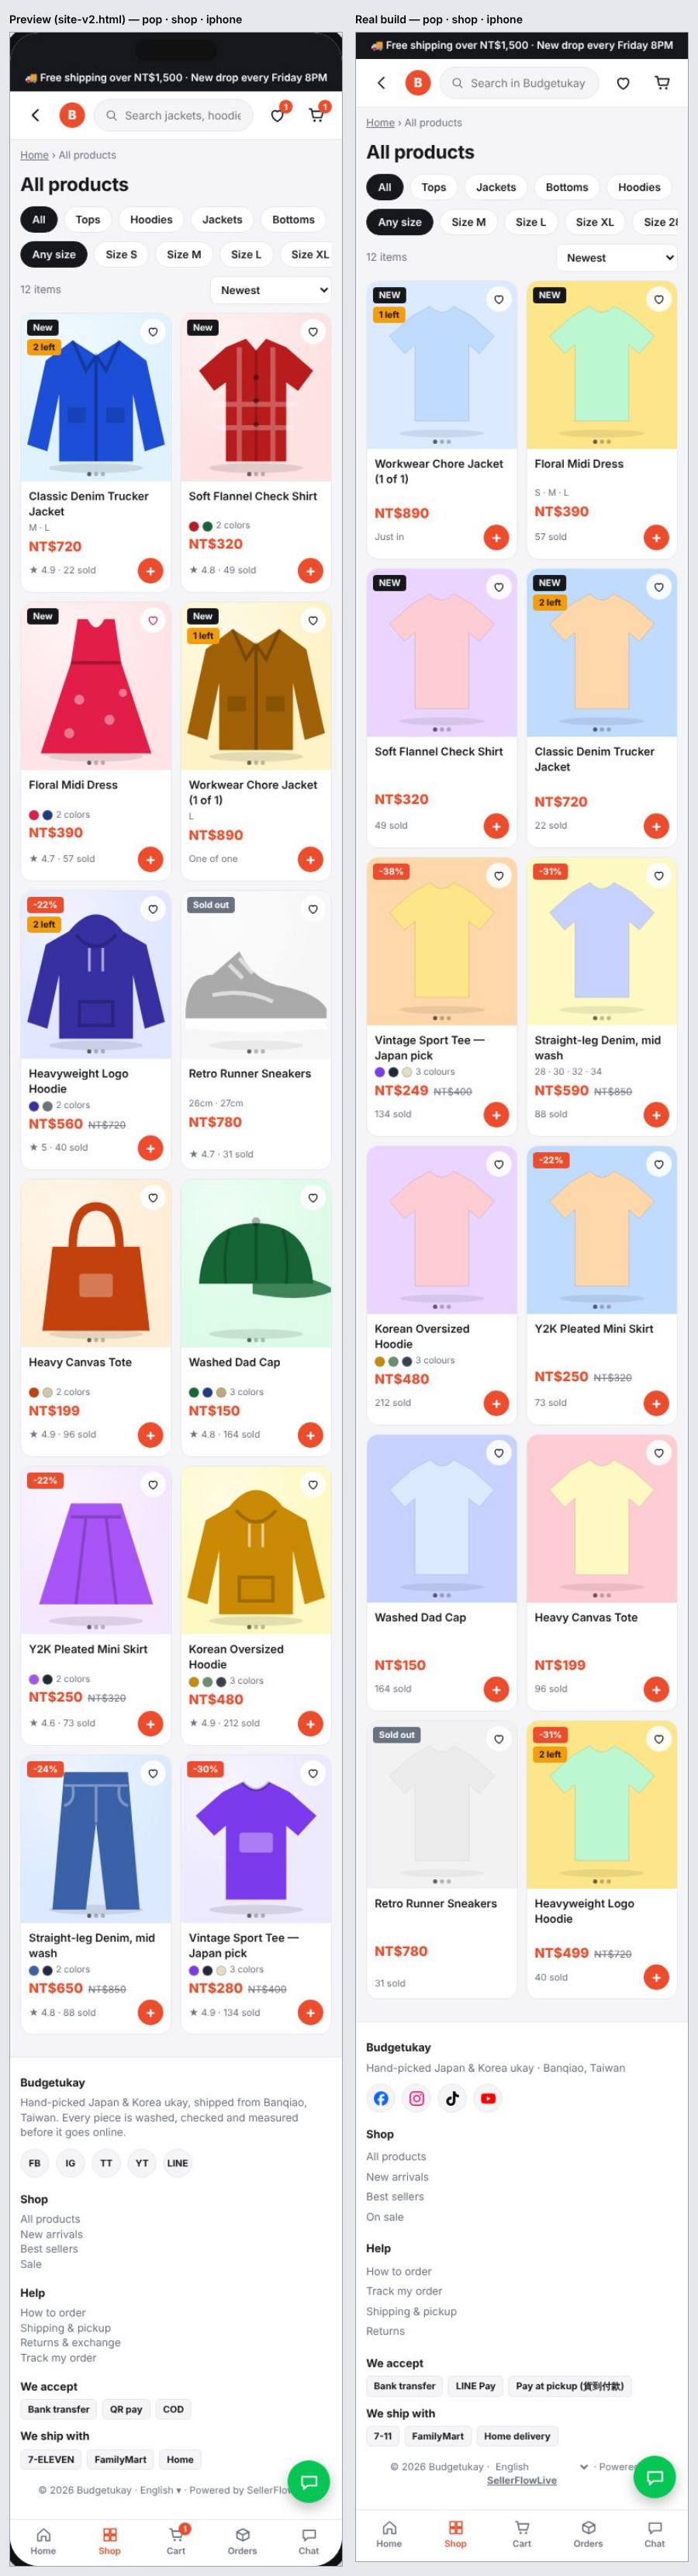 Preview (site-v2.html) — pop · shop · iphone
🚚 Free shipping over NT$1,500 · New drop every Friday 8PM
B
Search jackets, hoodie
1
1
Home › All products
All products
All
Tops
Hoodies
Jackets
Bottoms
Any size
Size S
Size M
Size L
Size XL
12 items
Newest
New
2 left
New
Classic Denim Trucker
Jacket
M · L
NT$720
★ 4.9 · 22 sold
+
Soft Flannel Check Shirt
2 colors
NT$320
★ 4.8 · 49 sold
+
New
1 left
Floral Midi Dress
2 colors
NT$390
★ 4.7 · 57 sold
+
Workwear Chore Jacket
(1 of 1)
L
NT$890
One of one
+
-22%
2 left
Sold out
Heavyweight Logo
Hoodie
2 colors
NT$560 NT$720
★ 5 · 40 sold
+
Retro Runner Sneakers
26cm · 27cm
NT$780
★ 4.7 · 31 sold
Heavy Canvas Tote
2 colors
NT$199
★ 4.9 · 96 sold
+
Washed Dad Cap
3 colors
NT$150
★ 4.8 · 164 sold
+
-22%
Y2K Pleated Mini Skirt
2 colors
NT$250 NT$320
★ 4.6 · 73 sold
+
Korean Oversized
Hoodie
3 colors
NT$480
★ 4.9 · 212 sold
+
-24%
-30%
Straight-leg Denim, mid
wash
2 colors
NT$650 NT$850
★ 4.8 · 88 sold
+
Vintage Sport Tee —
Japan pick
3 colors
NT$280 NT$400
★ 4.9 · 134 sold
+
Budgetukay
Hand-picked Japan & Korea ukay, shipped from Banqiao,
Taiwan. Every piece is washed, checked and measured
before it goes online.
FB
IG
TT
YT
LINE
Shop
All products
New arrivals
Best sellers
Sale
Help
How to order
Shipping & pickup
Returns & exchange
Track my order
We accept
Bank transfer
QR pay
COD
We ship with
7-ELEVEN
FamilyMart
Home
© 2026 Budgetukay · English ▾ · Powered by SellerFlo
Home
Shop
1
Cart
Orders
Chat
Real build — pop · shop · iphone
🚚 Free shipping over NT$1,500 · New drop every Friday 8PM
B
Search in Budgetukay
Home › All products
All products
All
Tops
Jackets
Bottoms
Hoodies
Any size
Size M
Size L
Size XL
Size 28
12 items
Newest
NEW
1 left
NEW
Workwear Chore Jacket
(1 of 1)
NT$890
Just in
+
Floral Midi Dress
S · M · L
NT$390
57 sold
+
NEW
NEW
2 left
Soft Flannel Check Shirt
NT$320
49 sold
+
Classic Denim Trucker
Jacket
NT$720
22 sold
+
-38%
-31%
Vintage Sport Tee —
Japan pick
3 colours
NT$249 NT$400
134 sold
+
Straight-leg Denim, mid
wash
28 · 30 · 32 · 34
NT$590 NT$850
88 sold
+
-22%
Korean Oversized
Hoodie
3 colours
NT$480
212 sold
+
Y2K Pleated Mini Skirt
NT$250 NT$320
73 sold
+
Washed Dad Cap
NT$150
164 sold
+
Heavy Canvas Tote
NT$199
96 sold
+
Sold out
-31%
2 left
Retro Runner Sneakers
NT$780
31 sold
Heavyweight Logo
Hoodie
NT$499 NT$720
40 sold
+
Budgetukay
Hand-picked Japan & Korea ukay · Banqiao, Taiwan
Shop
All products
New arrivals
Best sellers
On sale
Help
How to order
Track my order
Shipping & pickup
Returns
We accept
Bank transfer
LINE Pay
Pay at pickup (貨到付款)
We ship with
7-11
FamilyMart
Home delivery
© 2026 Budgetukay · English · Powere
SellerFlowLive
Home
Shop
Cart
Orders
Chat